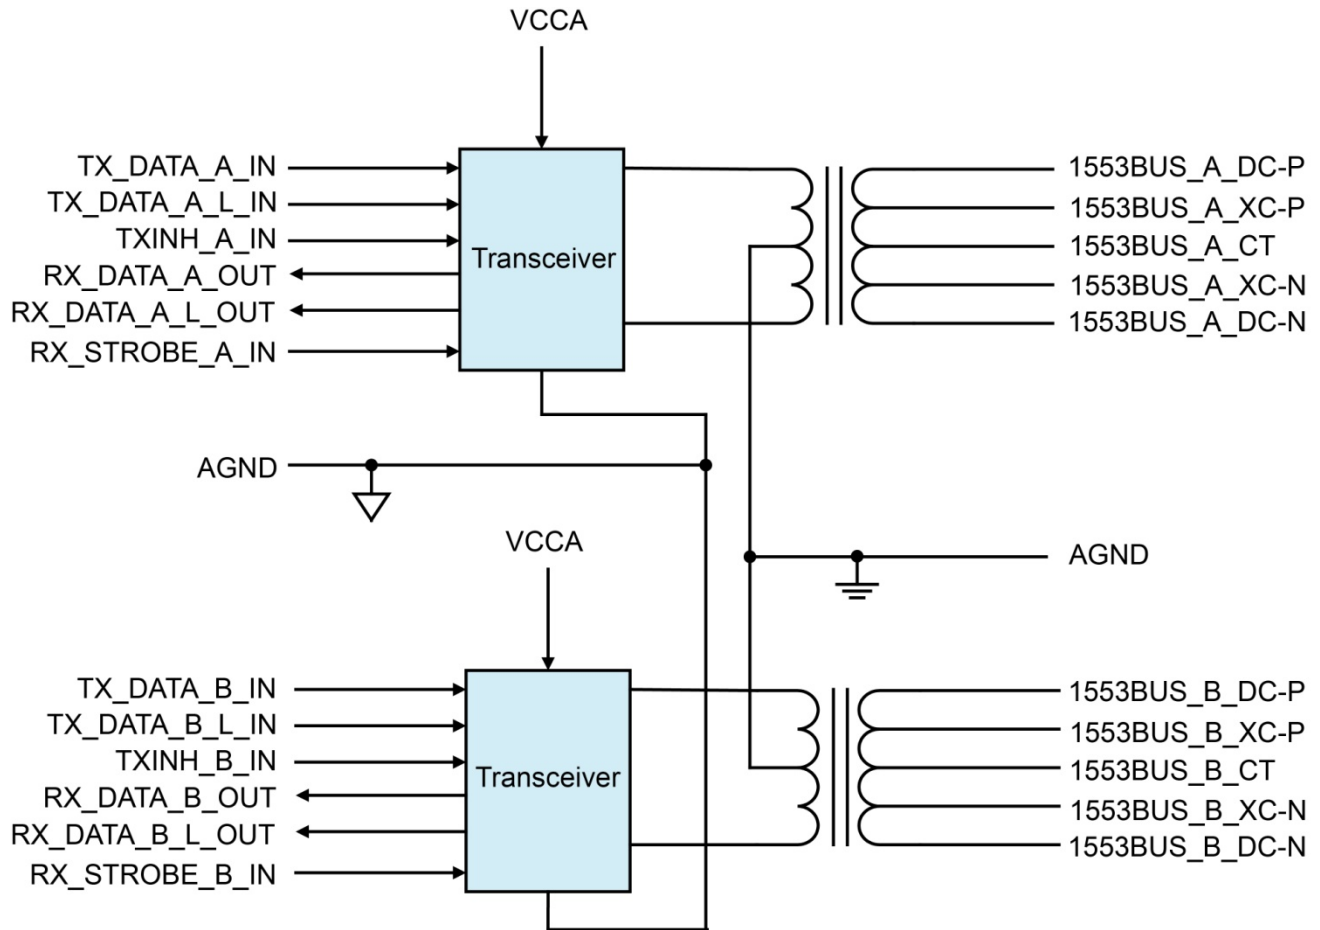 VCCA
TX_DATA_A_IN
TX_DATA_A_L_IN
TXINH_A_IN
RX_DATA_A_OUT
RX_DATA_A_L_OUT
RX_STROBE_A_IN
Transceiver
1553BUS_A_DC-P
1553BUS_A_XC-P
1553BUS_A_CT
1553BUS_A_XC-N
1553BUS_A_DC-N
AGND
VCCA
AGND
TX_DATA_B_IN
TX_DATA_B_L_IN
TXINH_B_IN
RX_DATA_B_OUT
RX_DATA_B_L_OUT
RX_STROBE_B_IN
Transceiver
1553BUS_B_DC-P
1553BUS_B_XC-P
1553BUS_B_CT
1553BUS_B_XC-N
1553BUS_B_DC-N